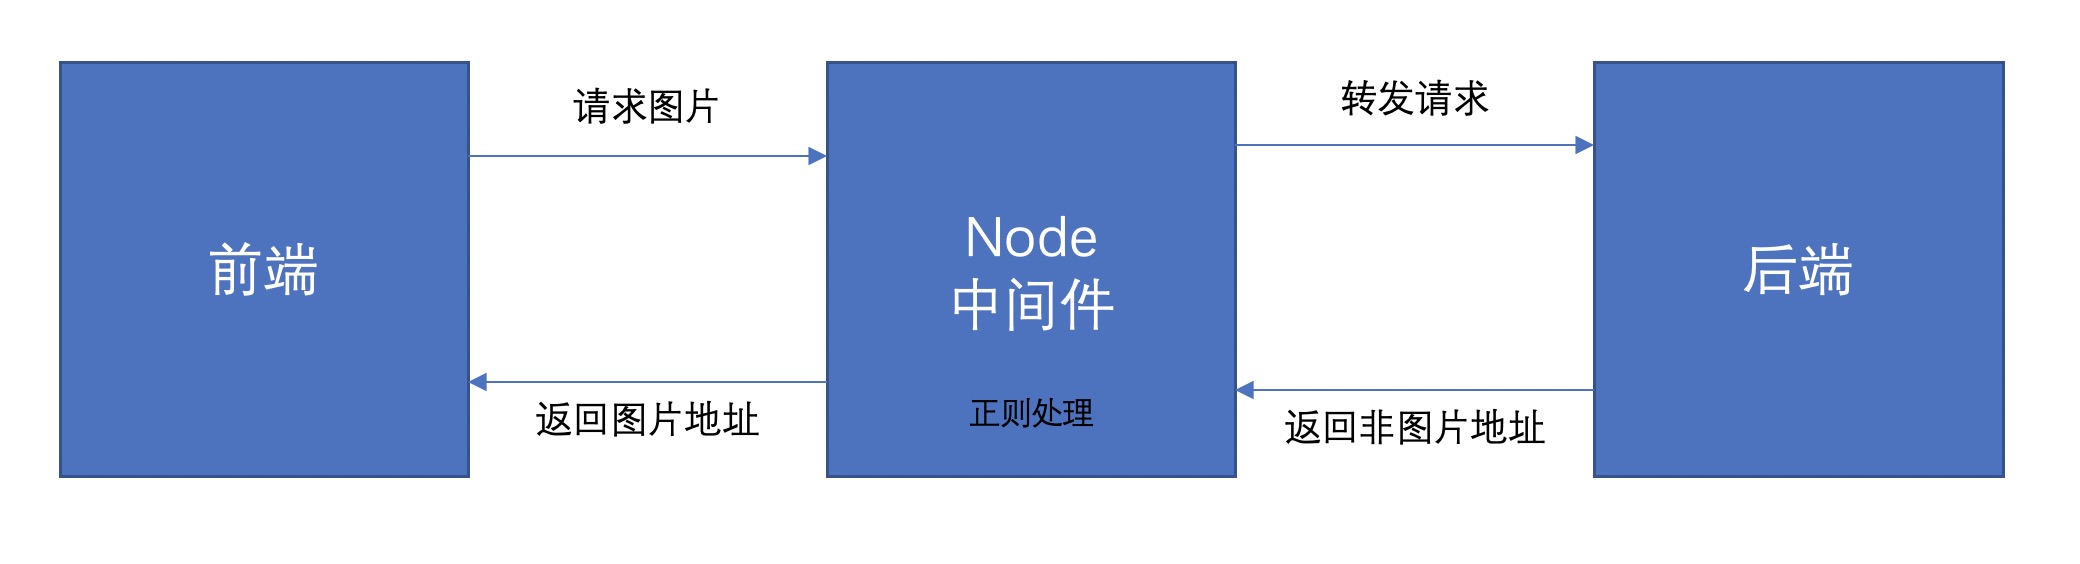 前端
请求图片
返回图片地址
Node
中间件
正则处理
转发请求
返回非图片地址
后端